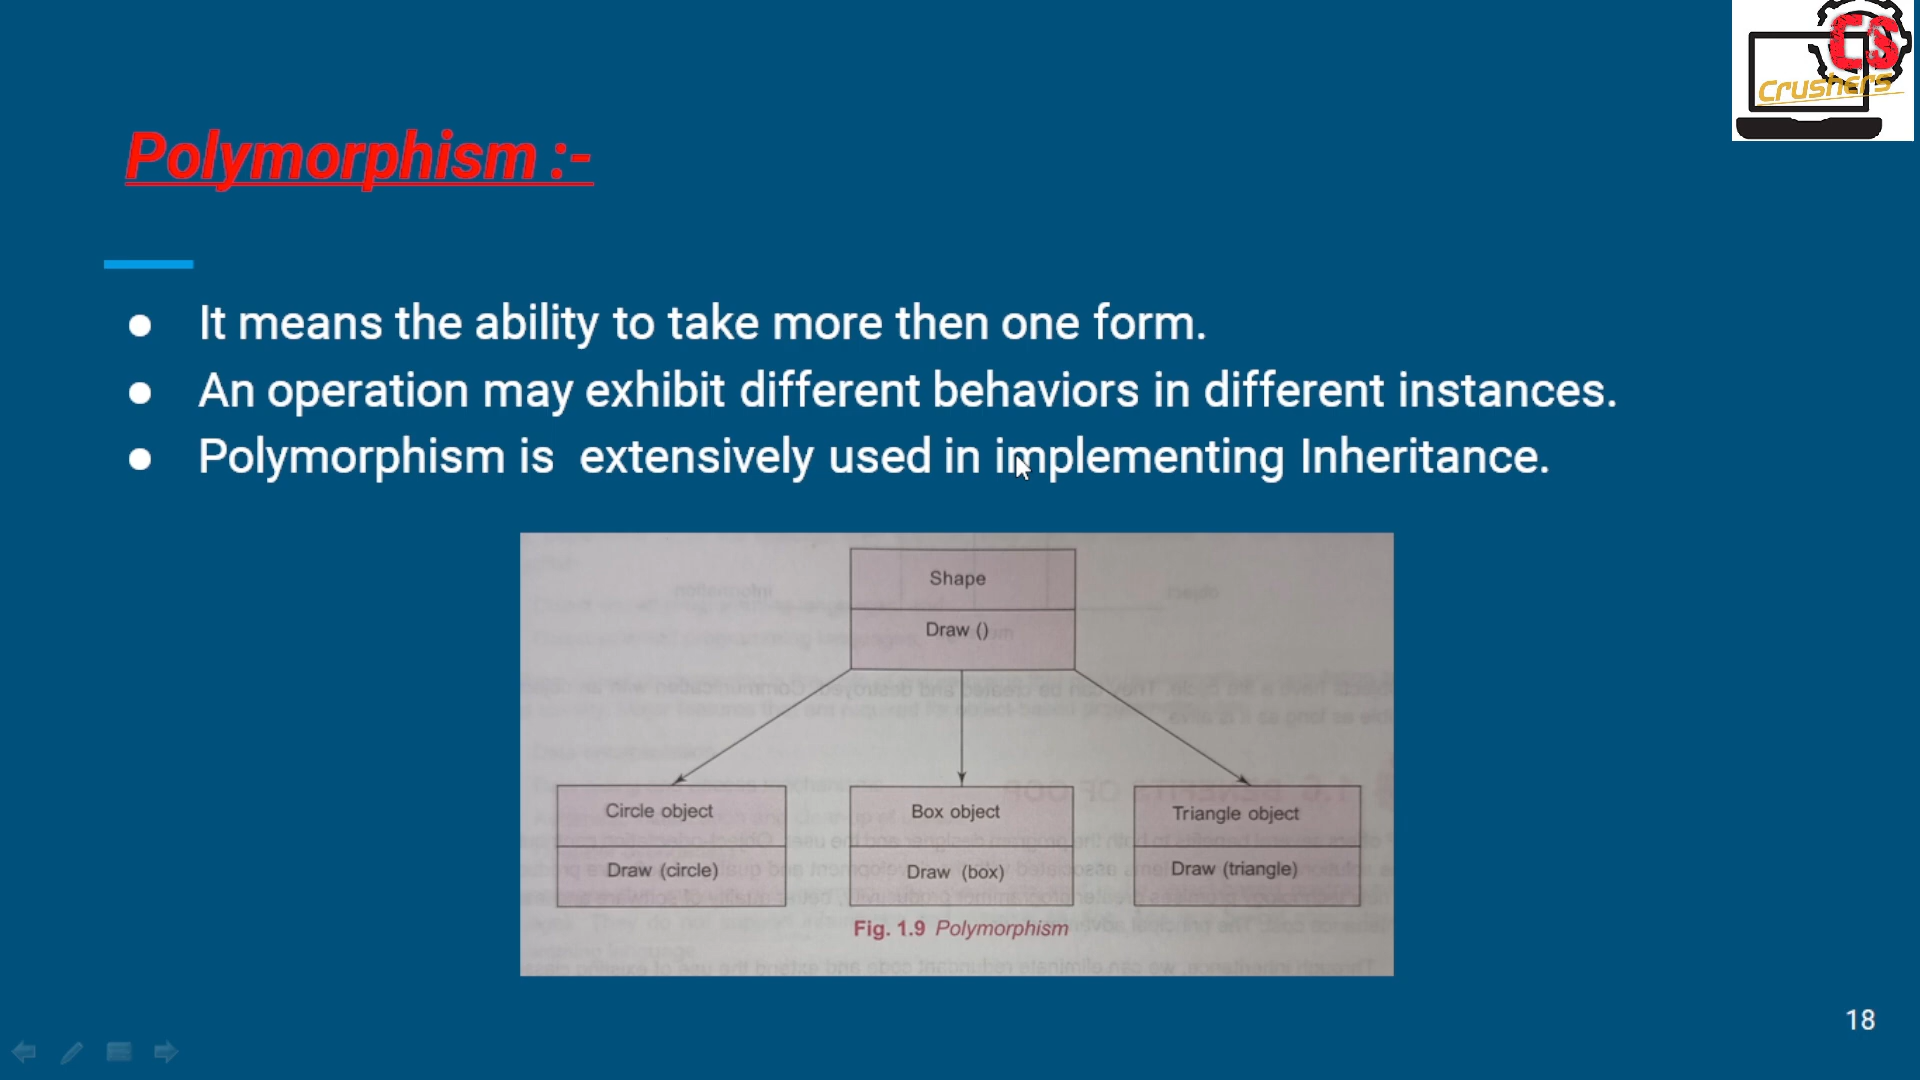 CS
Crushers
Polymorphism :-
● It means the ability to take more then one form.
● An operation may exhibit different behaviors in different instances.
● Polymorphism is extensively used in implementing Inheritance.
Shape
Draw ()
Circle object
Box object
Triangle object
Draw (circle)
Draw (box)
Draw (triangle)
Fig. 1.9 Polymorphism
18